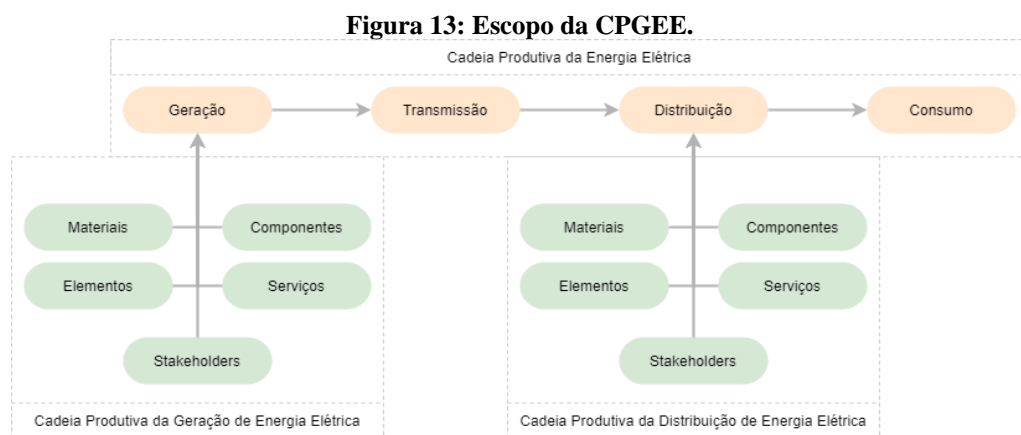 Figura 13: Escopo da CPGEE.
Cadeia Produtiva da Energia Elétrica
Geração
Transmissão
Distribuição
Consumo
Materiais
Componentes
Materiais
Componentes
Elementos
Serviços
Elementos
Serviços
Stakeholders
Stakeholders
Cadeia Produtiva da Geração de Energia Elétrica
Cadeia Produtiva da Distribuição de Energia Elétrica